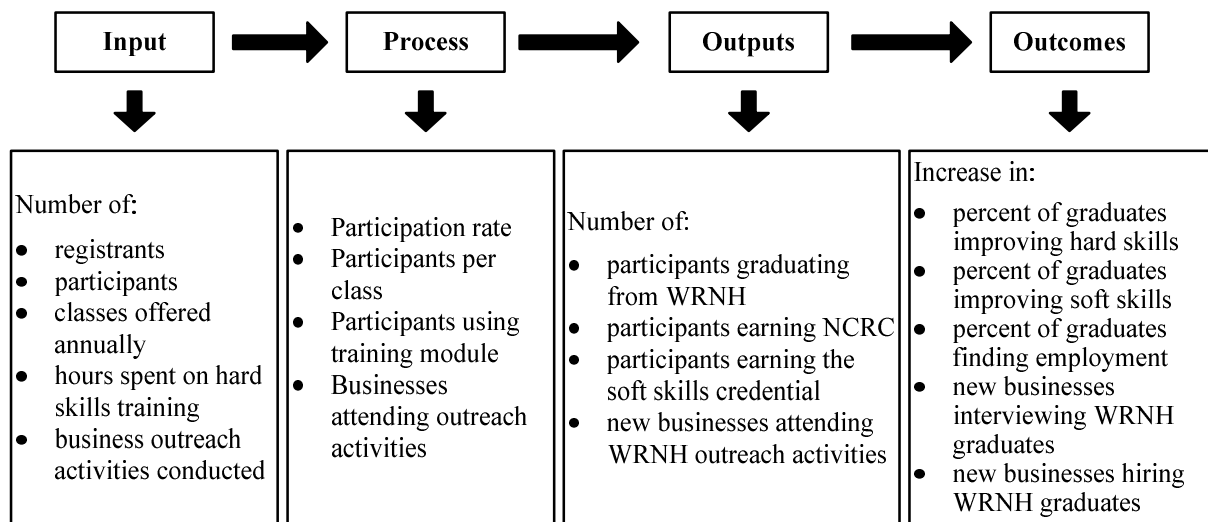 Input
Process
Outputs
Outcomes
Number of:
• registrants
• participants
• classes offered
annually
• hours spent on hard
skills training
• business outreach
activities conducted
• Participation rate
• Participants per
class
• Participants using
training module
• Businesses
attending outreach
activities
Number of:
• participants graduating
from WRNH
• participants earning NCRC
• participants earning the
soft skills credential
• new businesses attending
WRNH outreach activities
Increase in:
• percent of graduates
improving hard skills
• percent of graduates
improving soft skills
• percent of graduates
finding employment
• new businesses
interviewing WRNH
graduates
• new businesses hiring
WRNH graduates